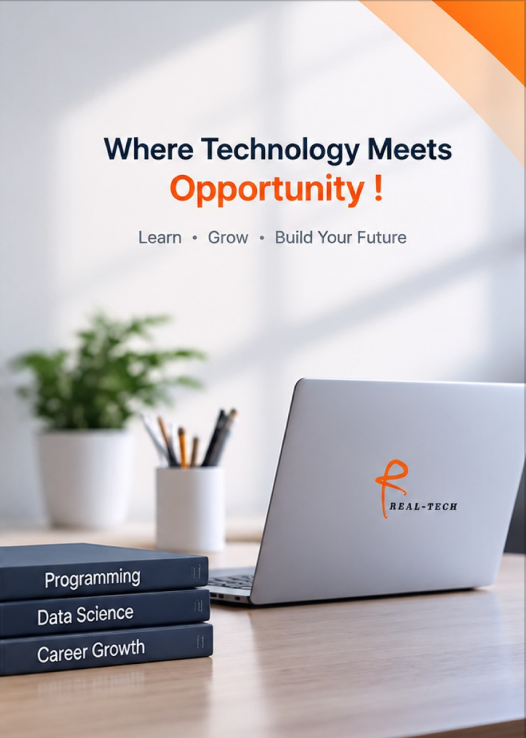 Where Technology Meets
Opportunity !
Learn • Grow • Build Your Future
REAL-TECH
Programming
Data Science
Career Growth